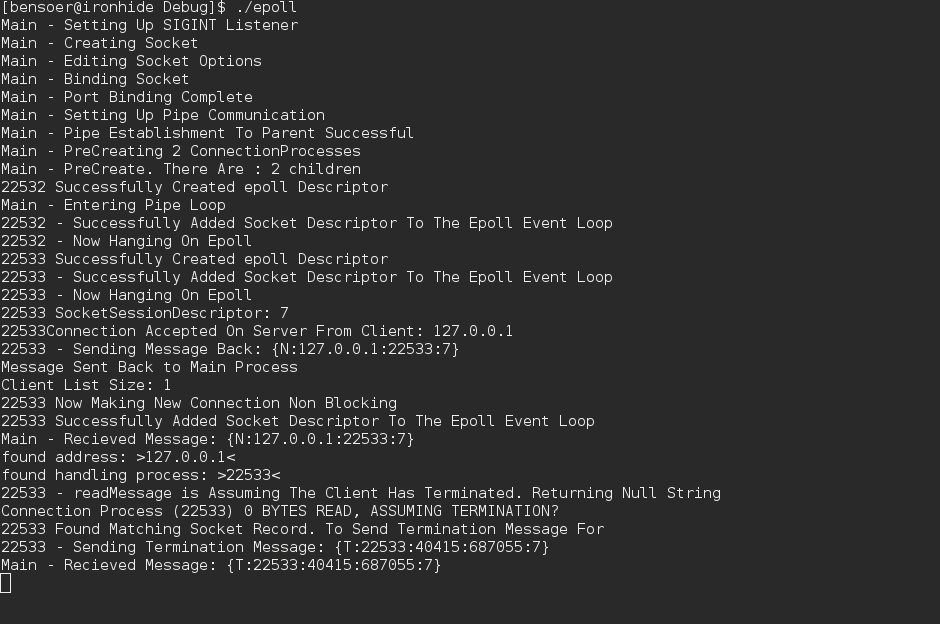 [bensoer@ironhide Debug]$ ./epoll
Main - Setting Up SIGINT Listener
Main - Creating Socket
Main - Editing Socket Options
Main - Binding Socket
Main - Port Binding Complete
Main - Setting Up Pipe Communication
Main - Pipe Establishment To Parent Successful
Main - PreCreating 2 ConnectionProcesses
Main - PreCreate. There Are : 2 children
22532 Successfully Created epoll Descriptor
Main - Entering Pipe Loop
22532 - Successfully Added Socket Descriptor To The Epoll Event Loop
22532 - Now Hanging On Epoll
22533 Successfully Created epoll Descriptor
22533 - Successfully Added Socket Descriptor To The Epoll Event Loop
22533 - Now Hanging On Epoll
22533 SocketSessionDescriptor: 7
22533Connection Accepted On Server From Client: 127.0.0.1
22533 - Sending Message Back: {N:127.0.0.1:22533:7}
Message Sent Back to Main Process
Client List Size: 1
22533 Now Making New Connection Non Blocking
22533 Successfully Added Socket Descriptor To The Epoll Event Loop
Main - Recieved Message: {N:127.0.0.1:22533:7}
found address: >127.0.0.1<
found handling process: >22533<
22533 - readMessage is Assuming The Client Has Terminated. Returning Null String
Connection Process (22533) 0 BYTES READ, ASSUMING TERMINATION?
22533 Found Matching Socket Record. To Send Termination Message For
22533 - Sending Termination Message: {T:22533:40415:687055:7}
Main - Recieved Message: {T:22533:40415:687055:7}